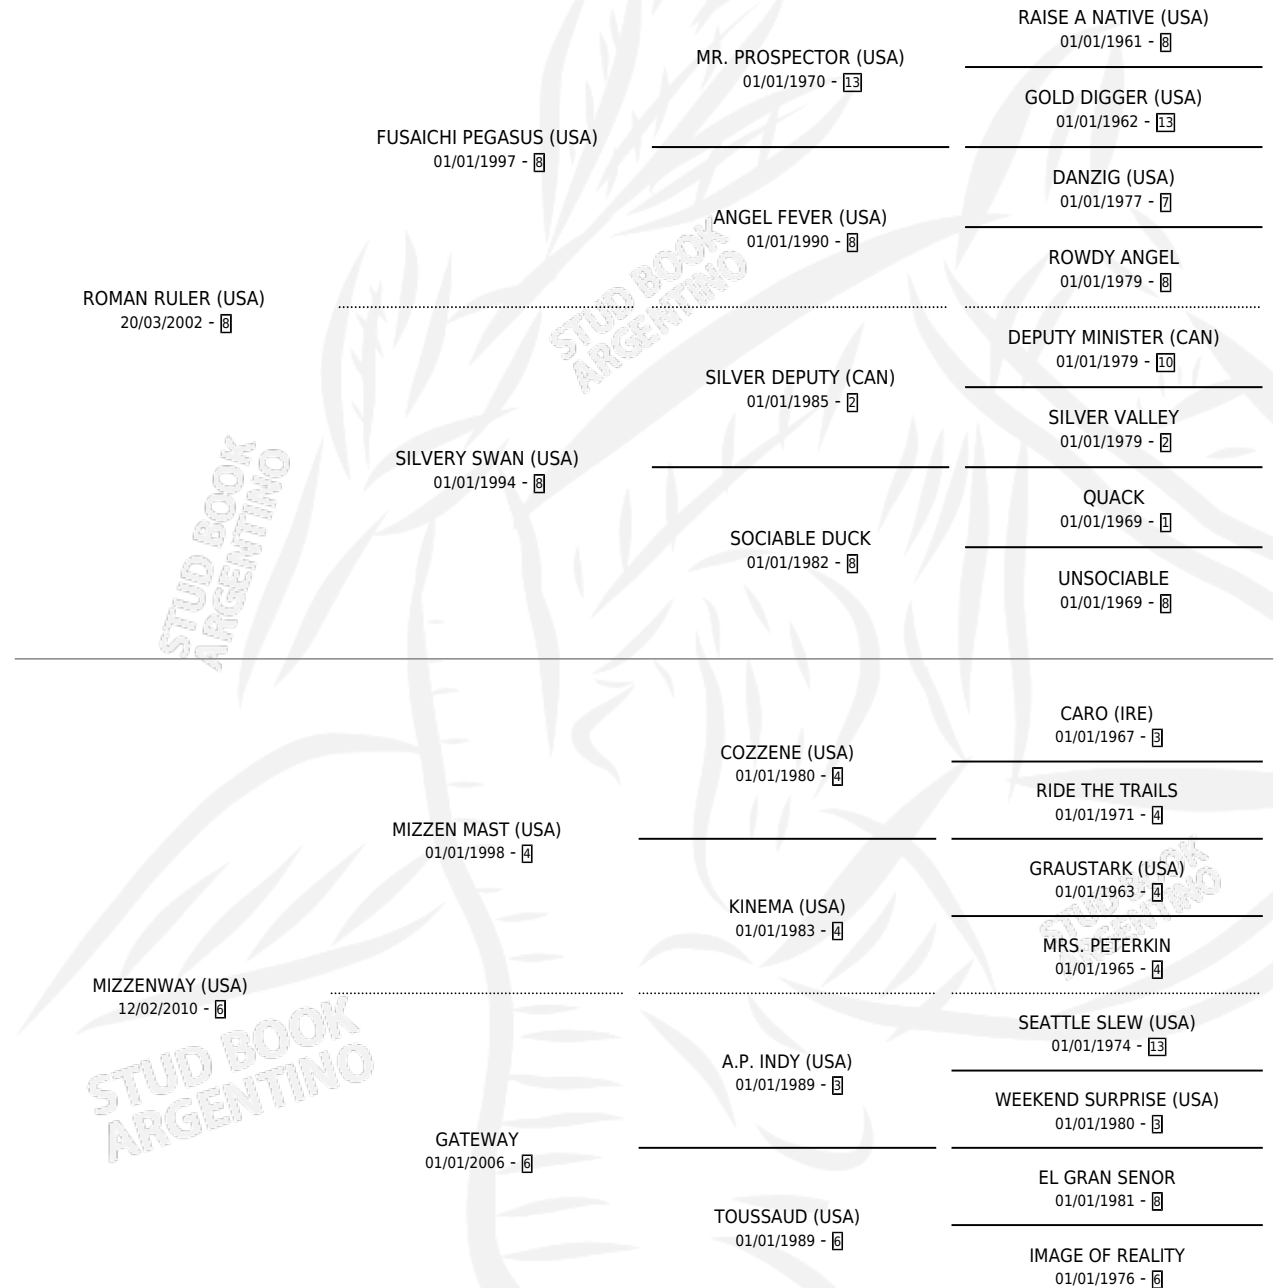 RAISE A NATIVE (USA)
01/01/1961 - 8
MR. PROSPECTOR (USA)
01/01/1970 - 13
GOLD DIGGER (USA)
01/01/1962 - 13
FUSAICHI PEGASUS (USA)
01/01/1997 - 8
DANZIG (USA)
01/01/1977 - 7
ANGEL FEVER (USA)
01/01/1990 - 8
ROWDY ANGEL
01/01/1979 - 8
STUD BOOK
ARGENTINO
ROMAN RULER (USA)
20/03/2002 - 8
DEPUTY MINISTER (CAN)
01/01/1979 - 10
SILVER DEPUTY (CAN)
01/01/1985 - 2
SILVER VALLEY
01/01/1979 - 2
SILVERY SWAN (USA)
01/01/1994 - 8
QUACK
01/01/1969 - 1
SOCIABLE DUCK
01/01/1982 - 8
UNSOCIABLE
01/01/1969 - 8
STUD BOOK
ARGENTINO
CARO (IRE)
01/01/1967 - 3
COZZENE (USA)
01/01/1980 - 4
RIDE THE TRAILS
01/01/1971 - 4
MIZZEN MAST (USA)
01/01/1998 - 4
GRAUSTARK (USA)
01/01/1963 - 4
KINEMA (USA)
01/01/1983 - 4
MRS. PETERKIN
01/01/1965 - 4
STUD BOOK
ARGENTINO
MIZZENWAY (USA)
12/02/2010 - 6
SEATTLE SLEW (USA)
01/01/1974 - 13
A.P. INDY (USA)
01/01/1989 - 3
WEEKEND SURPRISE (USA)
01/01/1980 - 3
STUD BOOK
ARGENTINO
GATEWAY
01/01/2006 - 6
EL GRAN SENOR
01/01/1981 - 8
TOUSSAUD (USA)
01/01/1989 - 6
IMAGE OF REALITY
01/01/1976 - 6